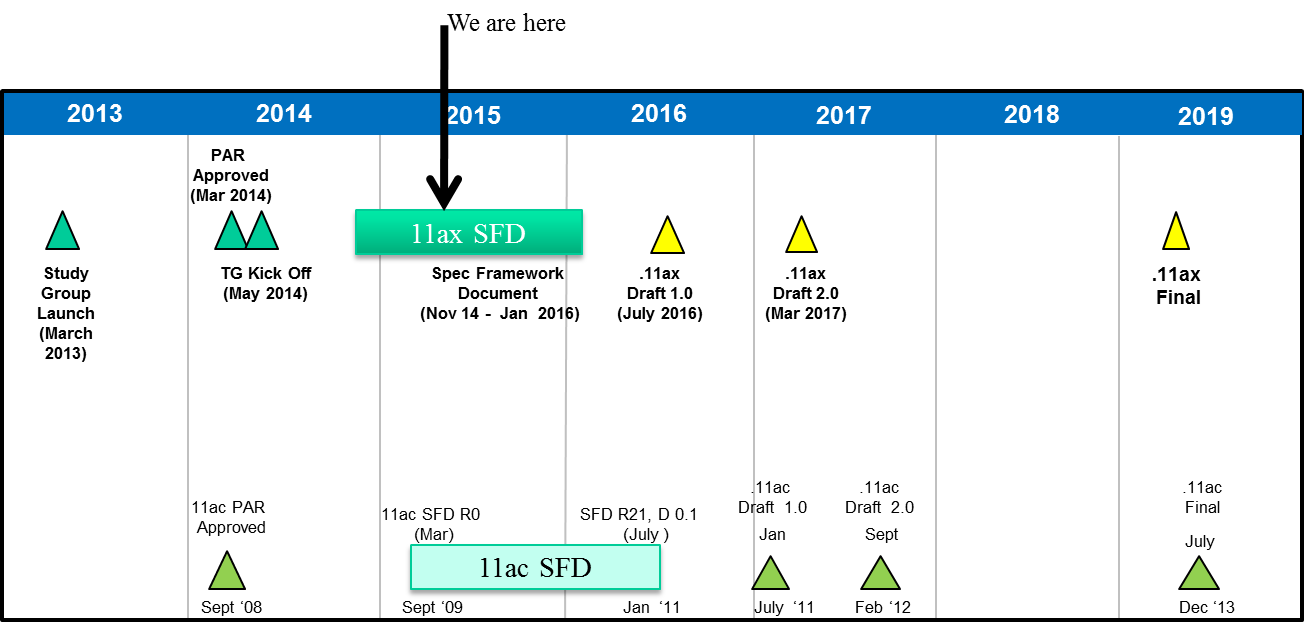 We are here
2013 2014 2015 2016 2017 2018 2019
PAR
Approved
(Mar 2014)
11ax SFD
Study
Group
Launch
(March
2013)
TG Kick Off
(May 2014)
Spec Framework
Document
(Nov 14 - Jan 2016)
.11ax
Draft 1.0
(July 2016)
.11ax
Draft 2.0
(Mar 2017)
.11ax
Final
11ac PAR
Approved
Sept ‘08
11ac SFD R0
(Mar)
SFD R21, D 0.1
(July )
11ac SFD
Sept ‘09
Jan ‘11
.11ac
Draft 1.0
Jan
July ‘11
.11ac
Draft 2.0
Sept
Feb ‘12
.11ac
Final
July
Dec ‘13